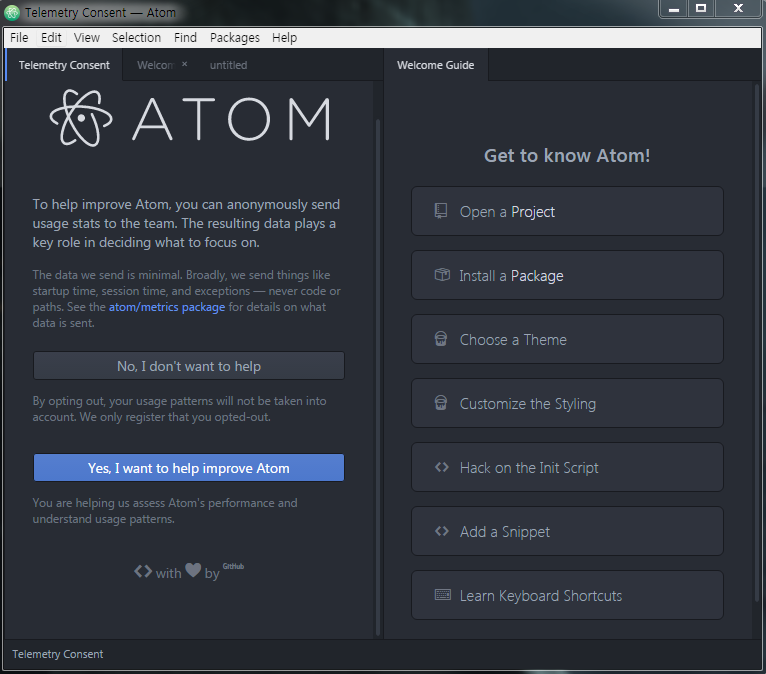 Telemetry Consent — Atom
File Edit View Selection Find Packages Help
Telemetry Consent Welcom × untitled
Welcome Guide
ATOM
To help improve Atom, you can anonymously send
usage stats to the team. The resulting data plays a
key role in deciding what to focus on.
The data we send is minimal. Broadly, we send things like
startup time, session time, and exceptions — never code or
paths. See the atom/metrics package for details on what
data is sent.
No, I don't want to help
By opting out, your usage patterns will not be taken into
account. We only register that you opted-out.
Yes, I want to help improve Atom
You are helping us assess Atom's performance and
understand usage patterns.
with by GitHub
Get to know Atom!
Open a Project
Install a Package
Choose a Theme
Customize the Styling
Hack on the Init Script
Add a Snippet
Learn Keyboard Shortcuts
Telemetry Consent